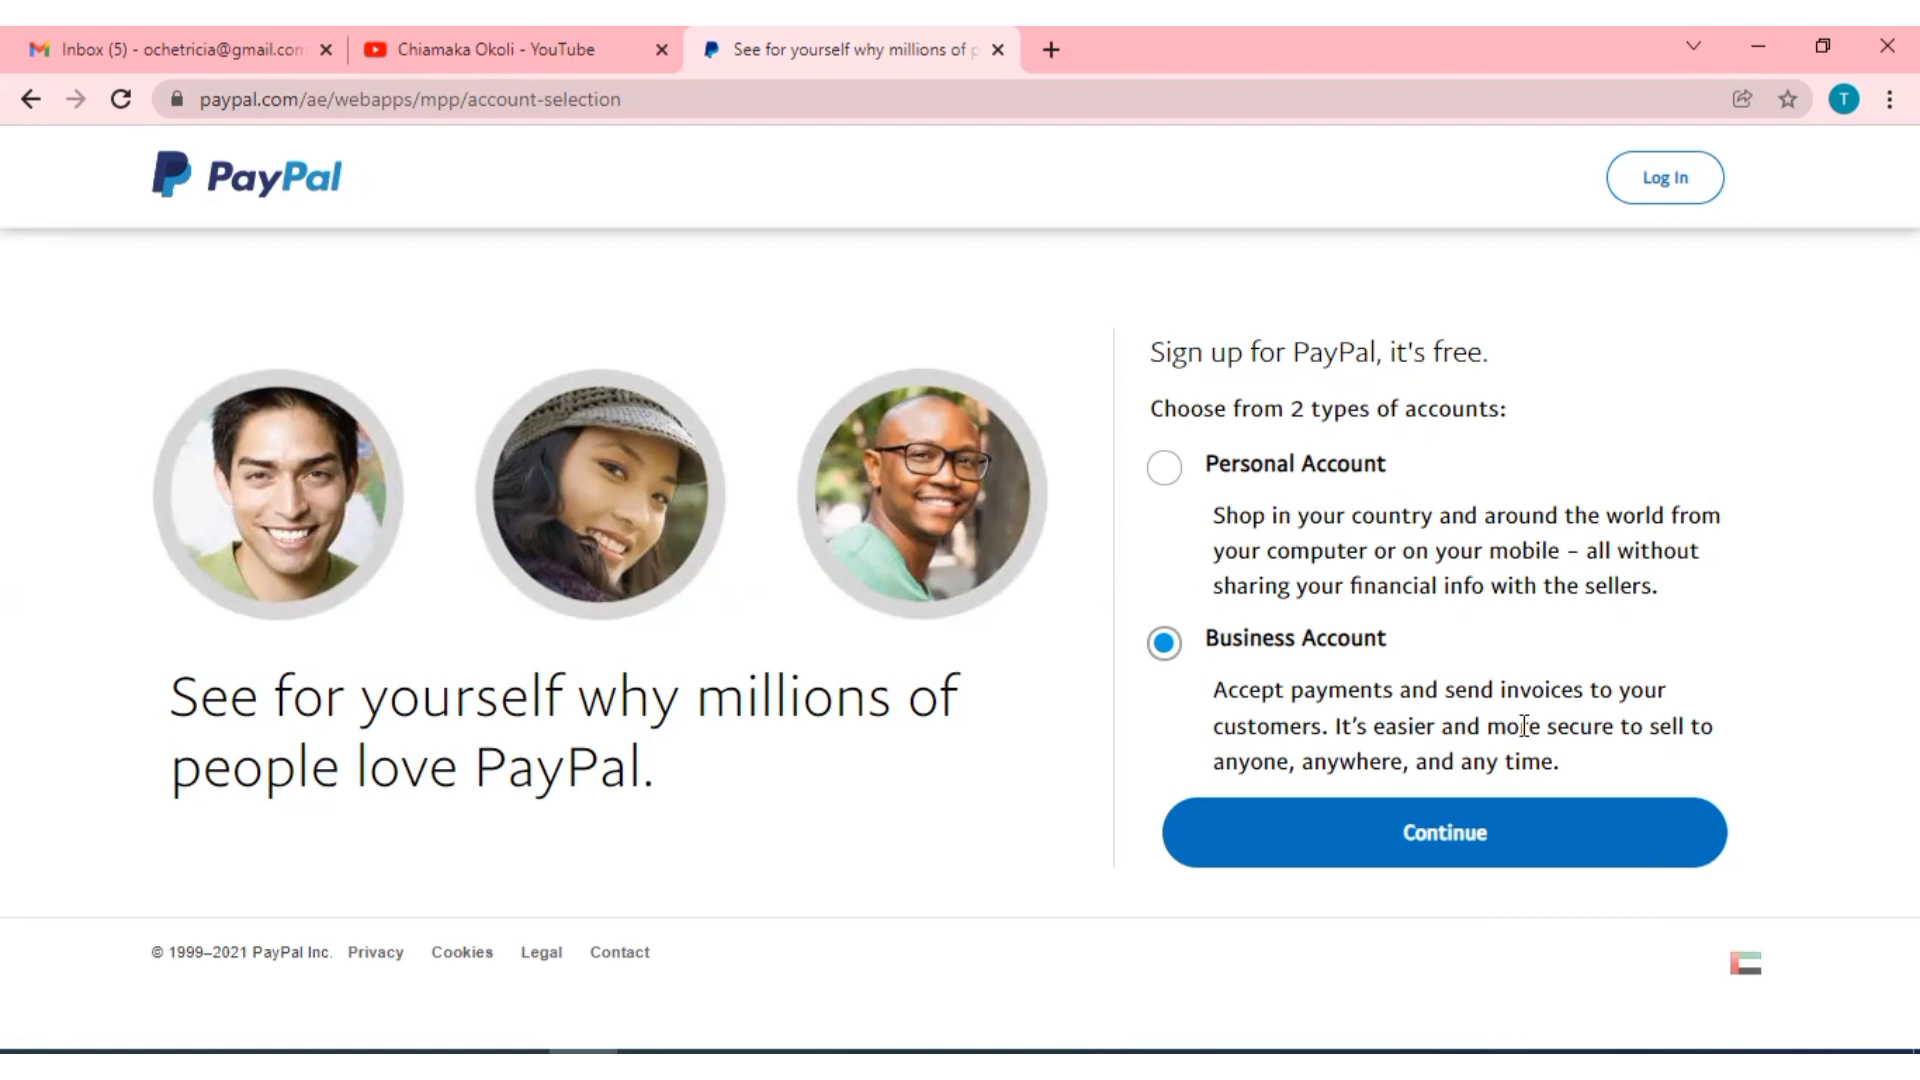 Inbox (5) - ochetricia@gmail.com
Chiamaka Okoli - YouTube
See for yourself why millions of p
paypal.com/ae/webapps/mpp/account-selection
T
PayPal
Log In
Sign up for PayPal, it's free.
Choose from 2 types of accounts:
Personal Account
Shop in your country and around the world from
your computer or on your mobile – all without
sharing your financial info with the sellers.
Business Account
Accept payments and send invoices to your
customers. It's easier and more secure to sell to
anyone, anywhere, and any time.
Continue
See for yourself why millions of
people love PayPal.
© 1999–2021 PayPal Inc. Privacy Cookies Legal Contact